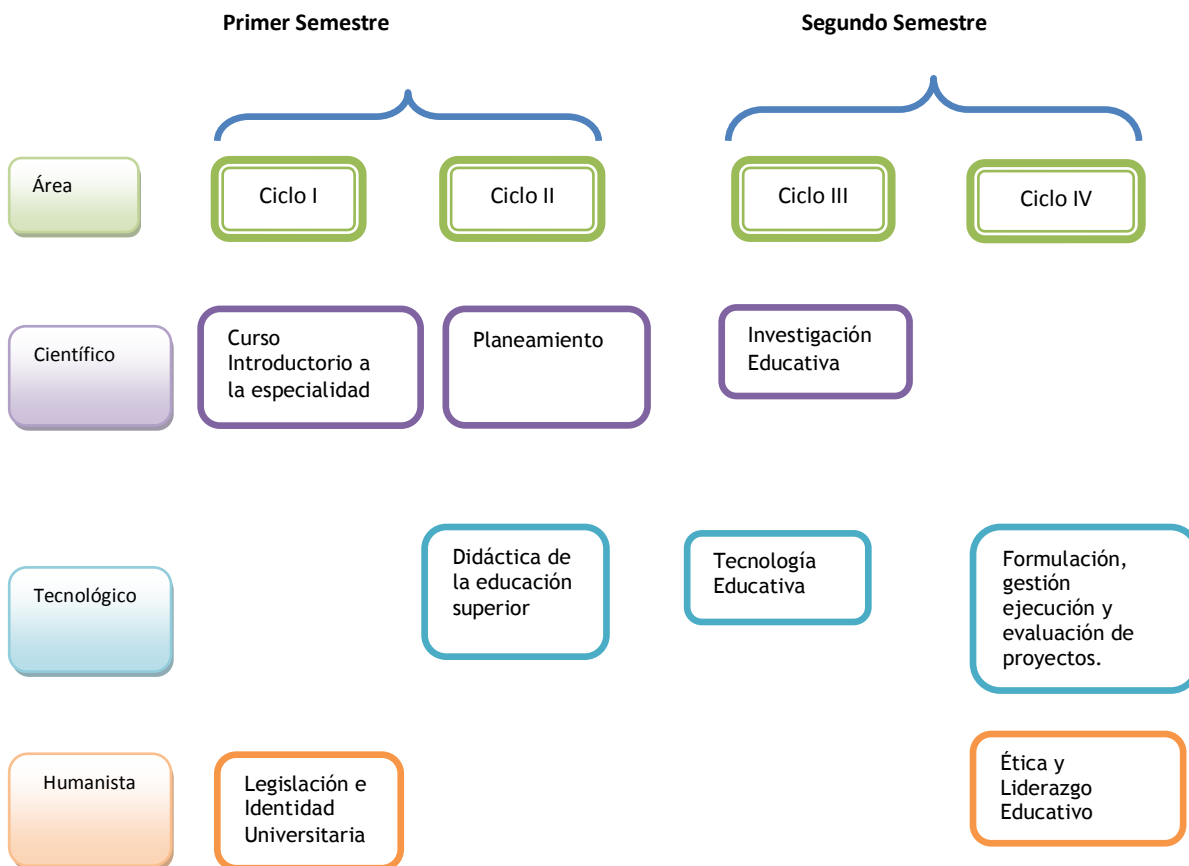 Primer Semestre
Segundo Semestre
Área
Ciclo I
Ciclo II
Ciclo III
Ciclo IV
Científico
Curso
Introductorio a
la especialidad
Planeamiento
Investigación
Educativa
Tecnológico
Didáctica de
la educación
superior
Tecnología
Educativa
Formulación,
gestión
ejecución y
evaluación de
proyectos.
Humanista
Legislación e
Identidad
Universitaria
Ética y
Liderazgo
Educativo